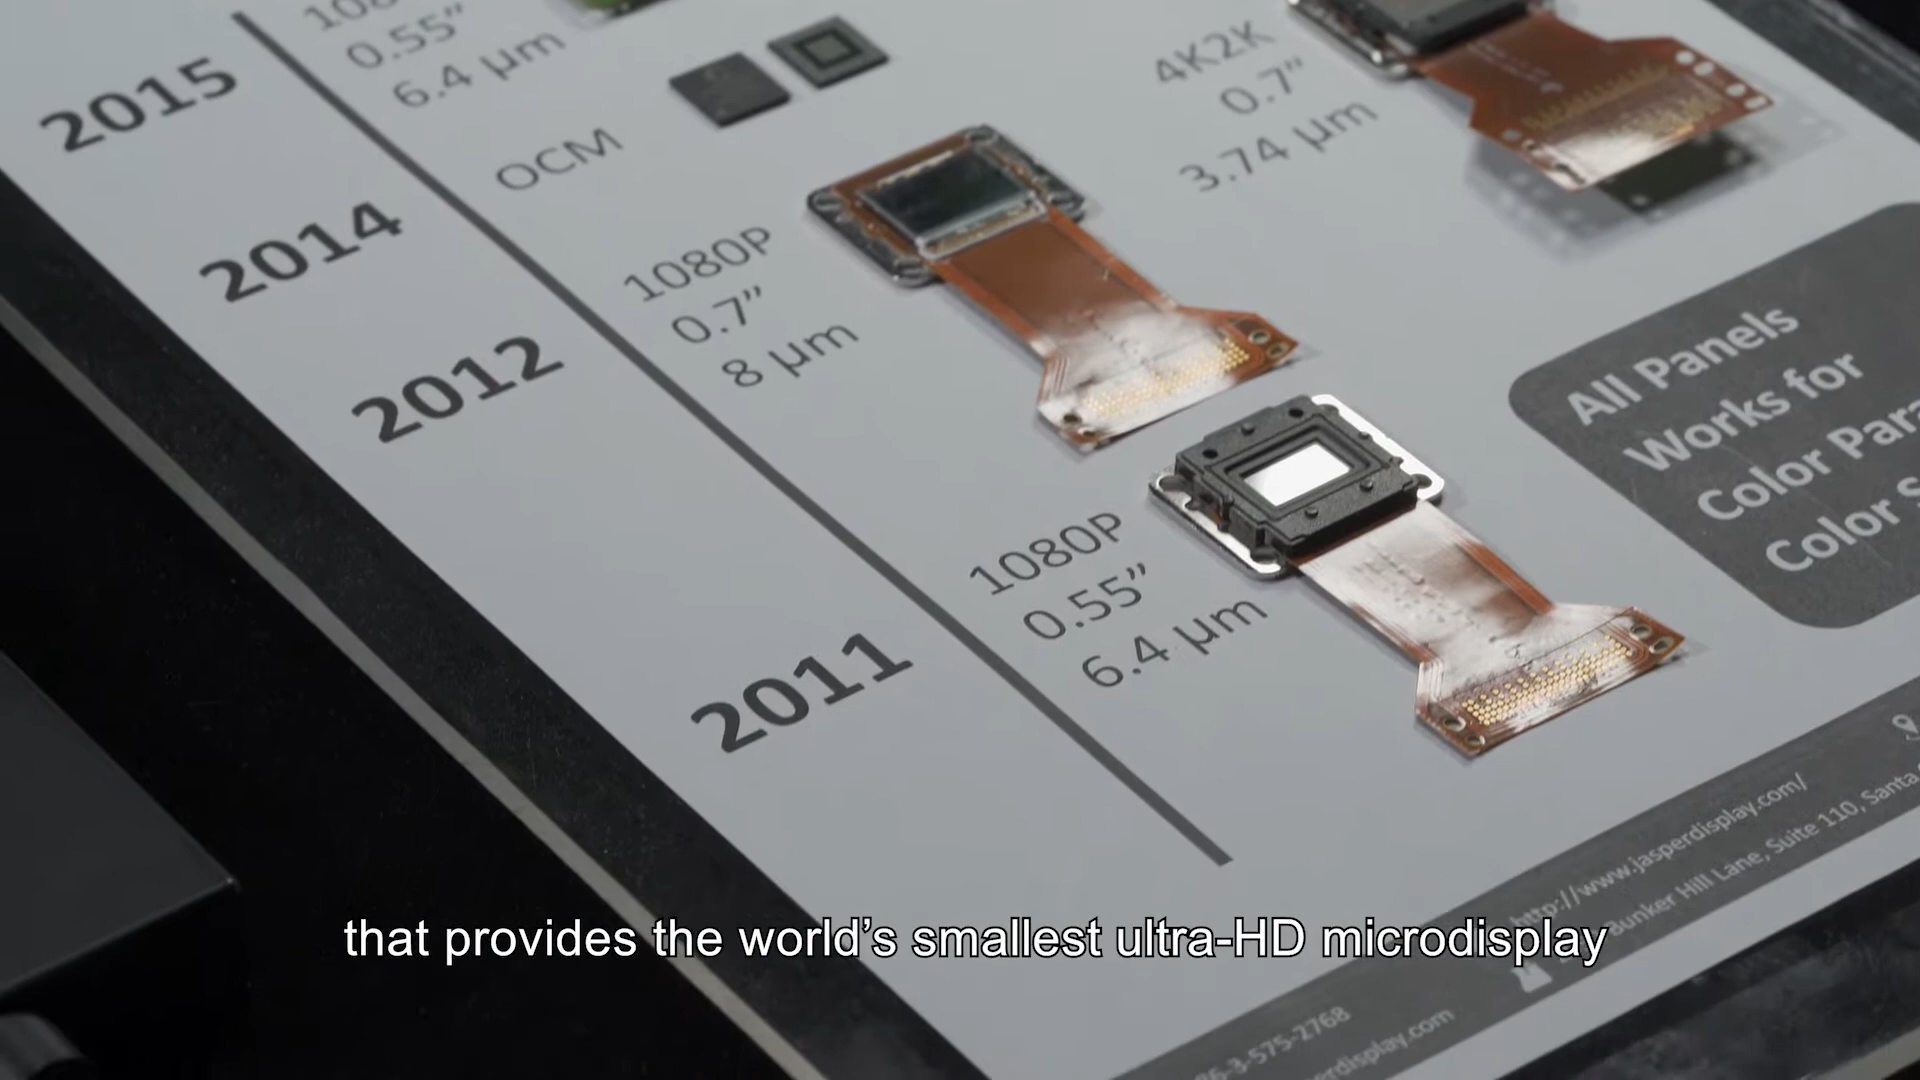 2015
0.55”
6.4 µm
OCM
4K2K
0.7”
3.74 µm
2014
1080P
0.7”
8 µm
2012
All Panels
Works for
Color
Color
1080P
0.55”
6.4 µm
2011
http://www.jasperdisplay.com/
Bunker Hill Lane, Suite 110, Santa
that provides the world’s smallest ultra-HD microdisplay
6-3-575-2768
erdisplay.com